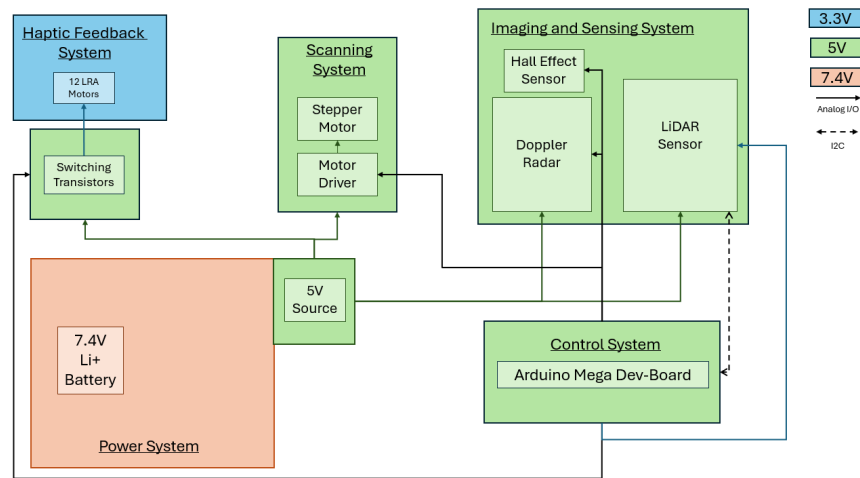 Haptic Feedback
System
12 LRA
Motors
Switching
Transistors
Scanning
System
Stepper
Motor
Motor
Driver
Imaging and Sensing System
Hall Effect
Sensor
Doppler
Radar
LiDAR
Sensor
3.3V
5V
7.4V
Analog I/O
I2C
5V
Source
7.4V
Li+
Battery
Power System
Control System
Arduino Mega Dev-Board